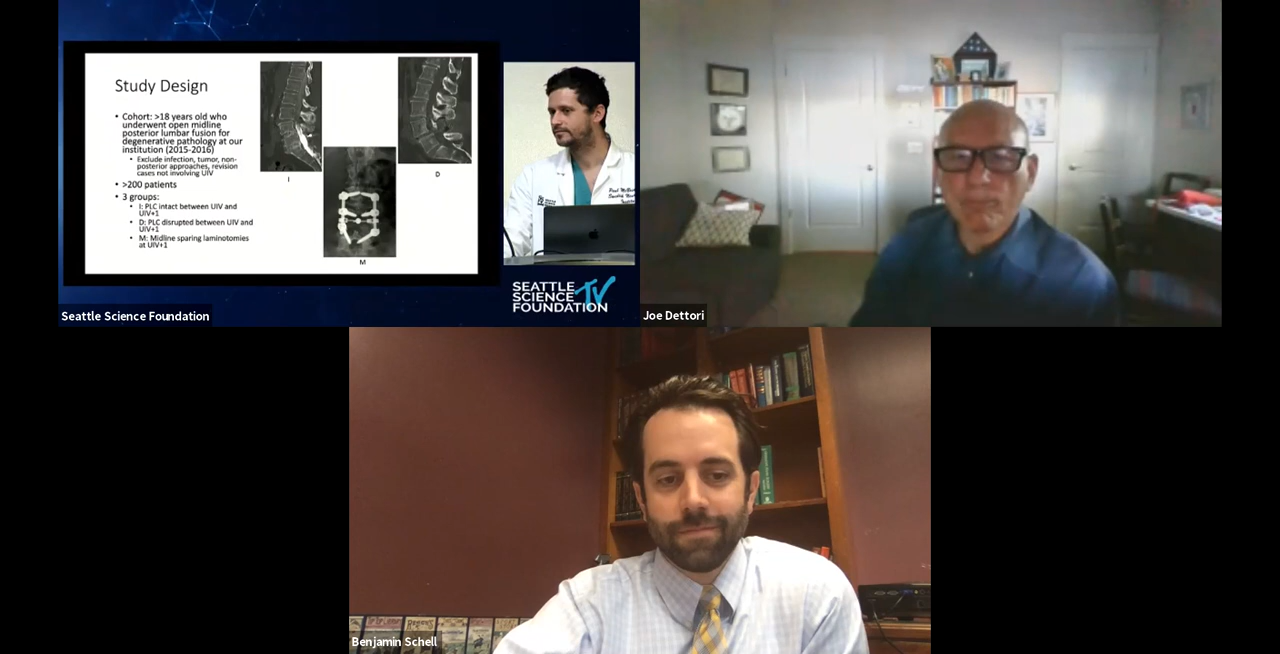 Study Design
• Cohort: >18 years old who
underwent open midline
posterior lumbar fusion for
degenerative pathology at our
institution (2015-2016)
• Exclude infection, tumor, non-
posterior approaches, revision
cases not involving UIV
• >200 patients
• 3 groups:
• I: PLC intact between UIV and
UIV+1
• D: PLC disrupted between UIV and
UIV+1
• M: Midline sparing laminotomies
at UIV+1
I
D
M
SEATTLE
SCIENCE TV
FOUNDATION
Seattle Science Foundation
Joe Dettori
Benjamin Schell